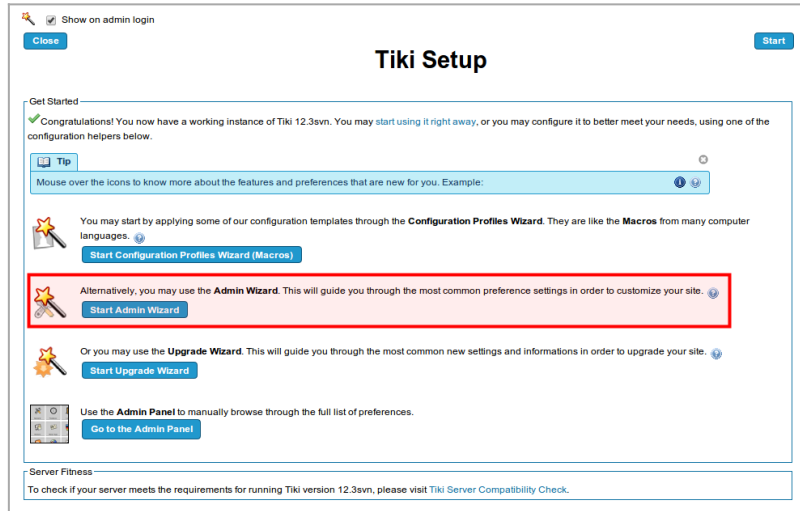 Show on admin login
Close
Start
Tiki Setup
Get Started
Congratulations! You now have a working instance of Tiki 12.3svn. You may start using it right away, or you may configure it to better meet your needs, using one of the
configuration helpers below.
Tip
Mouse over the icons to know more about the features and preferences that are new for you. Example:
You may start by applying some of our configuration templates through the Configuration Profiles Wizard. They are like the Macros from many computer
languages.
Start Configuration Profiles Wizard (Macros)
Alternatively, you may use the Admin Wizard. This will guide you through the most common preference settings in order to customize your site.
Start Admin Wizard
Or you may use the Upgrade Wizard. This will guide you through the most common new settings and informations in order to upgrade your site.
Start Upgrade Wizard
Use the Admin Panel to manually browse through the full list of preferences.
Go to the Admin Panel
Server Fitness
To check if your server meets the requirements for running Tiki version 12.3svn, please visit Tiki Server Compatibility Check.